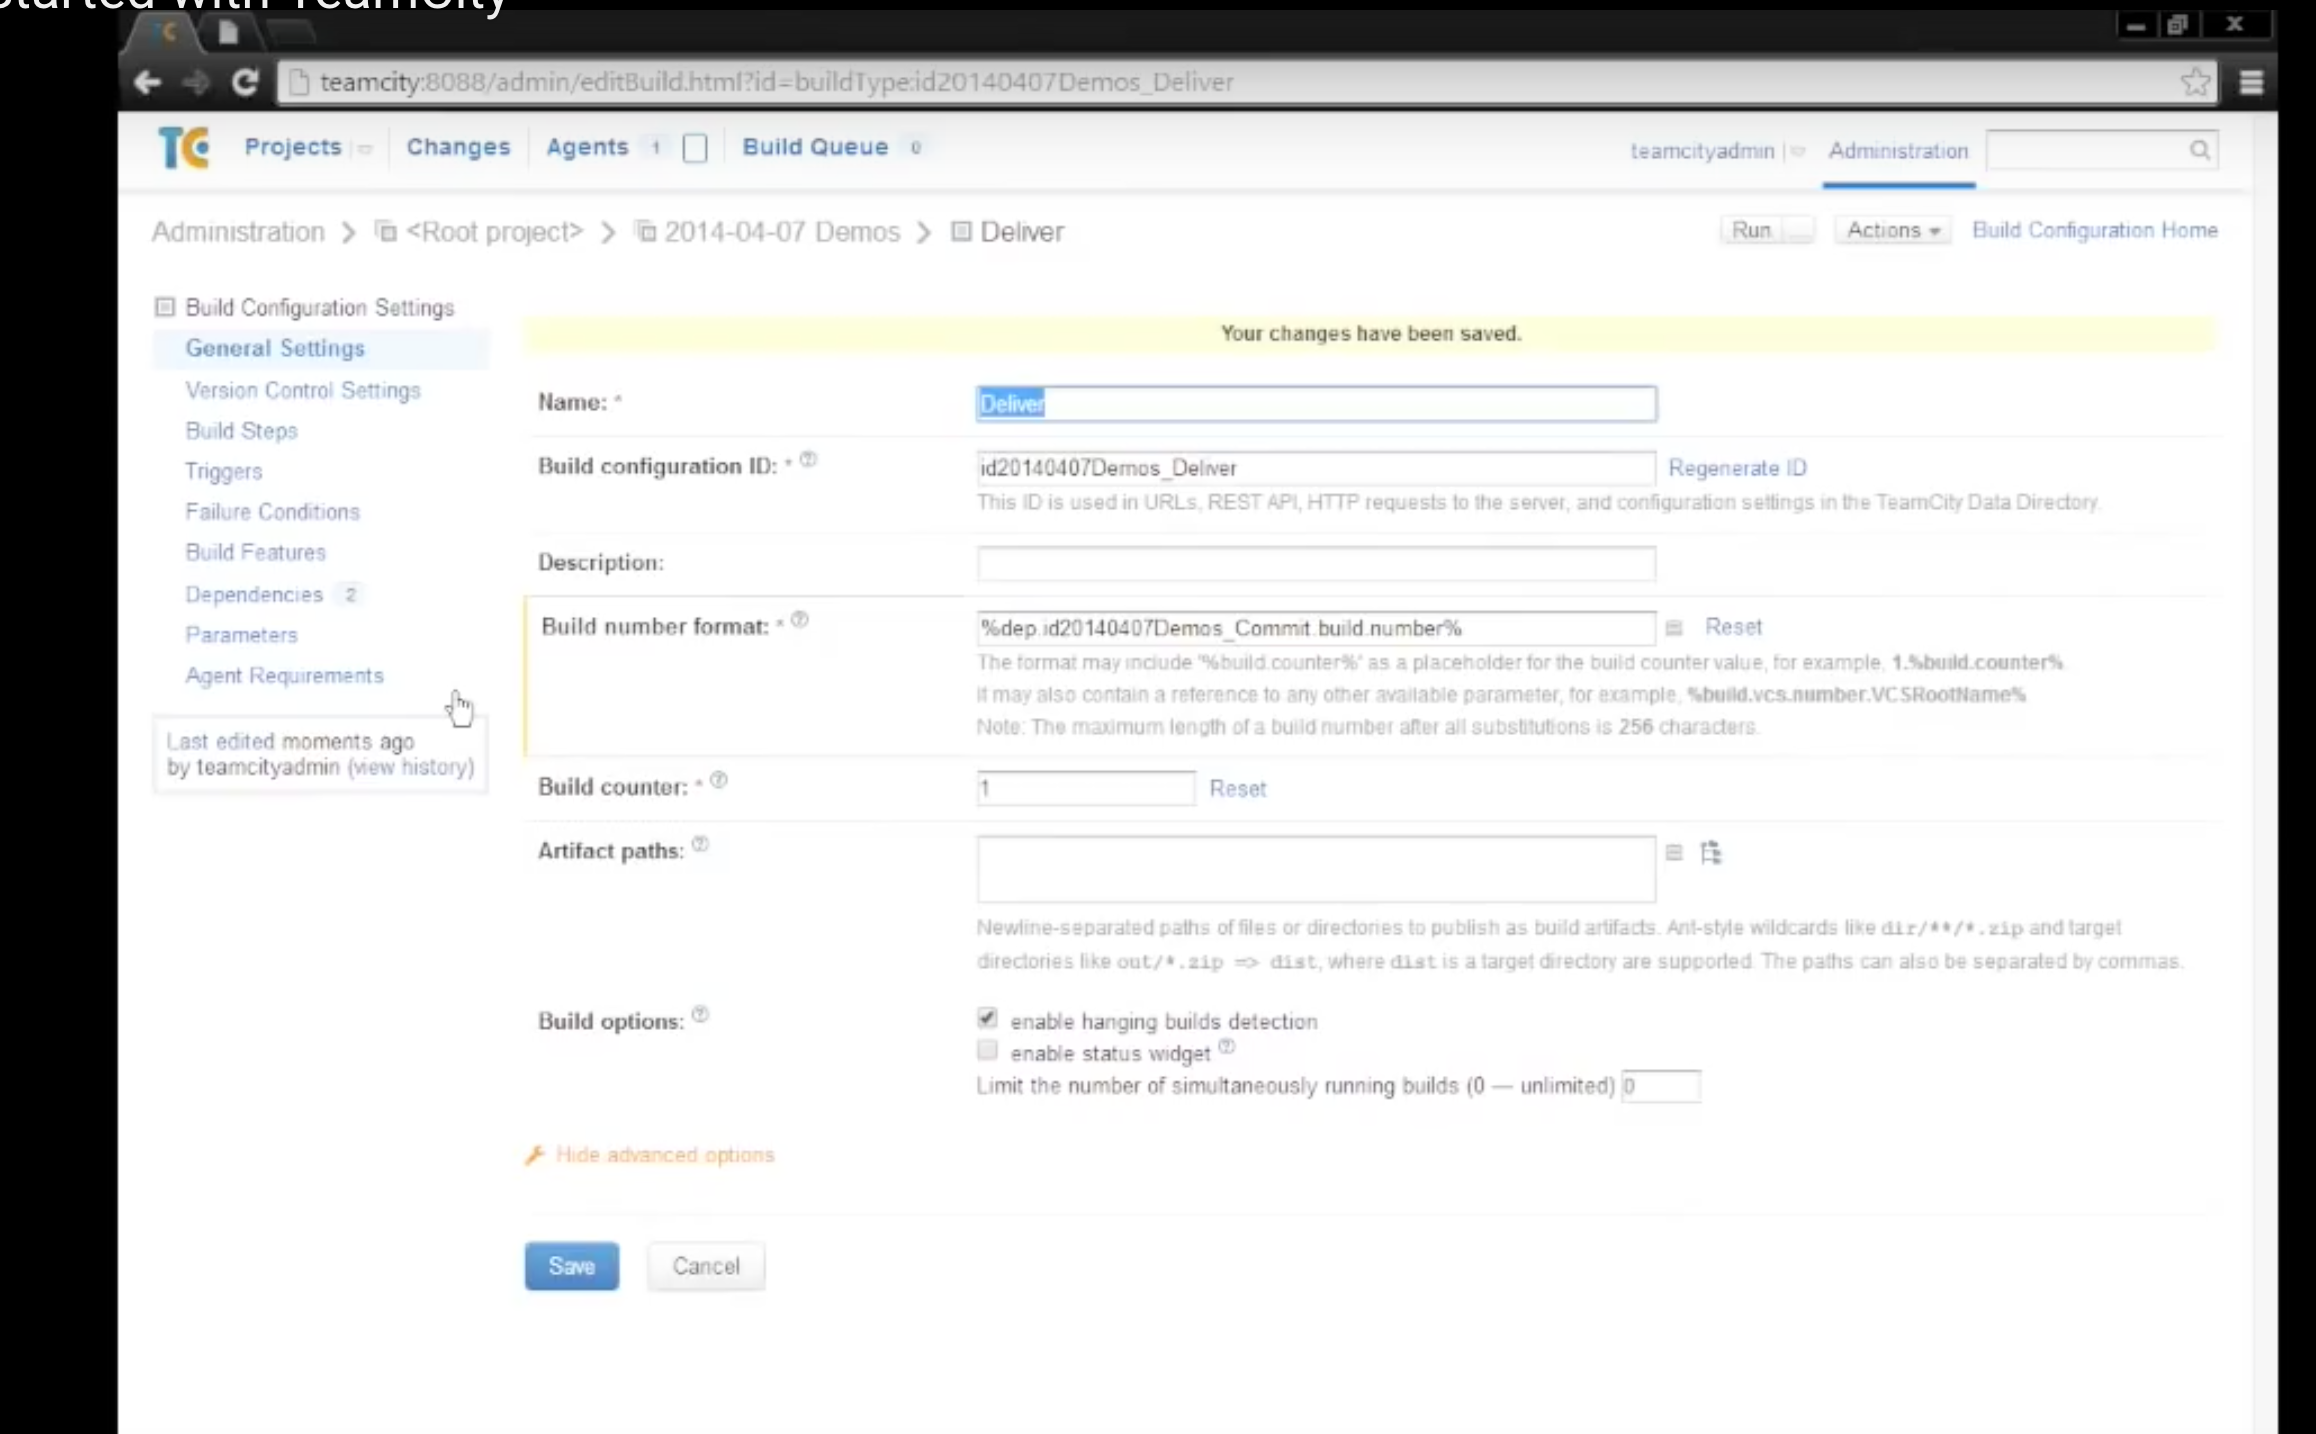 started with TeamCity
teamcity:8088/admin/editBuild.html?id=buildType:id20140407Demos_Deliver
TC Projects Changes Agents 1 Build Queue 0 teamcityadmin Administration
Administration > <Root project> > 2014-04-07 Demos > Deliver Run Actions Build Configuration Home
Build Configuration Settings
General Settings
Version Control Settings
Build Steps
Triggers
Failure Conditions
Build Features
Dependencies 2
Parameters
Agent Requirements
Last edited moments ago
by teamcityadmin (view history)
Your changes have been saved.
Name: * Deliver
Build configuration ID: * id20140407Demos_Deliver Regenerate ID
This ID is used in URLs, REST API, HTTP requests to the server, and configuration settings in the TeamCity Data Directory.
Description:
Build number format: * %dep.id20140407Demos_Commit.build.number% Reset
The format may include '%build.counter%' as a placeholder for the build counter value, for example, 1.%build.counter%.
It may also contain a reference to any other available parameter, for example, %build.vcs.number.VCSRootName%
Note: The maximum length of a build number after all substitutions is 256 characters.
Build counter: * 1 Reset
Artifact paths:
Newline-separated paths of files or directories to publish as build artifacts. Ant-style wildcards like dir/**/*.zip and target
directories like out/*.zip => dist, where dist is a target directory are supported. The paths can also be separated by commas.
Build options: enable hanging builds detection
enable status widget
Limit the number of simultaneously running builds (0 — unlimited) 0
Hide advanced options
Save Cancel